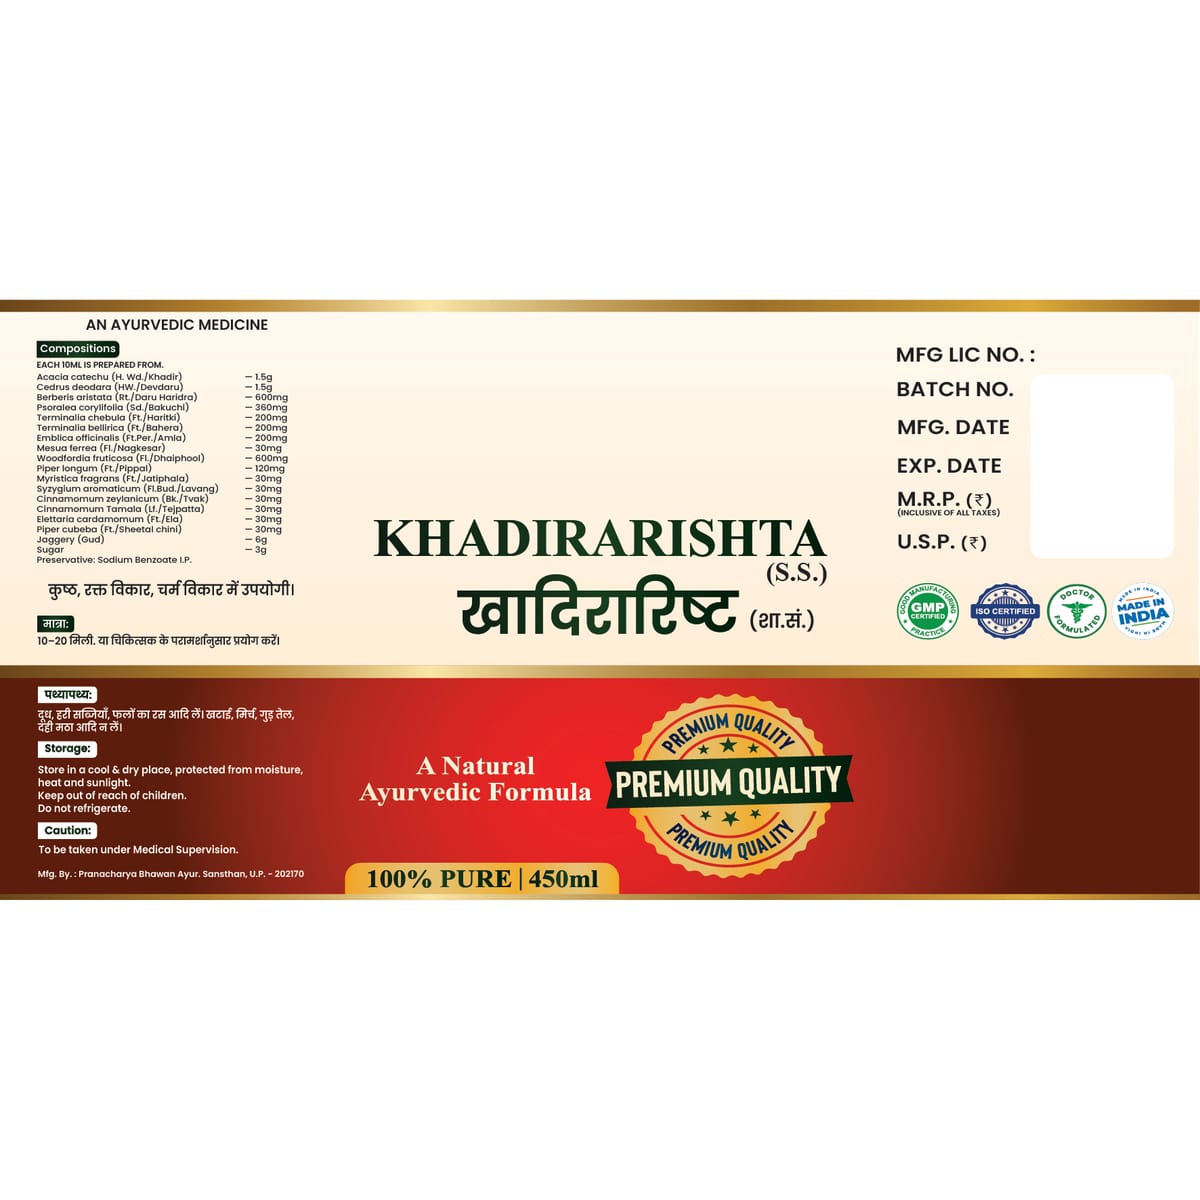 AN AYURVEDIC MEDICINE
Compositions
EACH 10ML IS PREPARED FROM.
Acacia catechu (H. Wd./Khadir) – 1.5g
Cedrus deodara (HW./Devdaru) – 1.5g
Berberis aristata (Rt./Daru Haridra) – 600mg
Psoralea corylifolia (Sd./Bakuchi) – 360mg
Terminalia chebula (Ft./Haritki) – 200mg
Terminalia bellirica (Ft./Bahera) – 200mg
Emblica officinalis (Ft.Per./Amla) – 200mg
Mesua ferrea (Fl./Nagkesar) – 30mg
Woodfordia fruticosa (Fl./Dhaiphool) – 600mg
Piper longum (Ft./Pippal) – 120mg
Myristica fragrans (Ft./Jatiphala) – 30mg
Syzygium aromaticum (Fl.Bud./Lavang) – 30mg
Cinnamomum zeylanicum (Bk./Tvak) – 30mg
Cinnamomum Tamala (Lf./Tejpatta) – 30mg
Elettaria cardamomum (Ft./Ela) – 30mg
Piper cubeba (Ft./Sheetal chini) – 30mg
Jaggery (Gud) – 6g
Sugar – 3g
Preservative: Sodium Benzoate I.P.
कुष्ठ, रक्त विकार, चर्म विकार में उपयोगी।
मात्रा:
10–20 मिली. या चिकित्सक के परामर्शानुसार प्रयोग करें।
पथ्यापथ्य:
दूध, हरी सब्जियाँ, फलों का रस आदि लें। खटाई, मिर्च, गुड़ तेल,
दही मठा आदि न लें।
Storage:
Store in a cool & dry place, protected from moisture,
heat and sunlight.
Keep out of reach of children.
Do not refrigerate.
Caution:
To be taken under Medical Supervision.
Mfg. By. : Pranacharya Bhawan Ayur. Sansthan, U.P. - 202170
KHADIRARISHTA
(S.S.)
खादिरारिष्ट (शा.सं.)
A Natural
Ayurvedic Formula
PREMIUM QUALITY
PREMIUM QUALITY
PREMIUM QUALITY
100% PURE | 450ml
MFG LIC NO. :
BATCH NO.
MFG. DATE
EXP. DATE
M.R.P. (₹)
(INCLUSIVE OF ALL TAXES)
U.S.P. (₹)
GOOD MANUFACTURING
GMP
CERTIFIED
PRACTICE
ISO CERTIFIED
DOCTOR
FORMULATED
MADE IN INDIA
MADE IN
INDIA
MADE IN INDIA